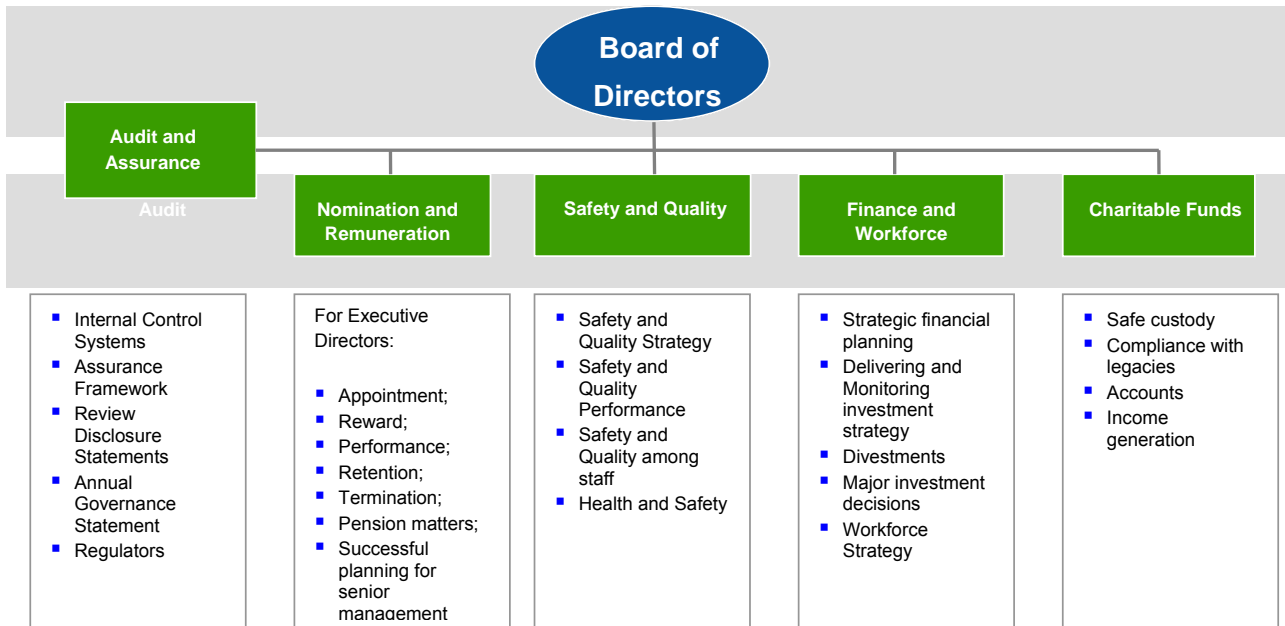 Board of
Directors
Audit and
Assurance
Audit
Nomination and
Remuneration
Safety and Quality
Finance and
Workforce
Charitable Funds
Internal Control
Systems
Assurance
Framework
Review
Disclosure
Statements
Annual
Governance
Statement
Regulators
For Executive
Directors:
Appointment;
Reward;
Performance;
Retention;
Termination;
Pension matters;
Successful
planning for
senior
management
Safety and
Quality Strategy
Safety and
Quality
Performance
Safety and
Quality among
staff
Health and Safety
Strategic financial
planning
Delivering and
Monitoring
investment
strategy
Divestments
Major investment
decisions
Workforce
Strategy
Safe custody
Compliance with
legacies
Accounts
Income
generation